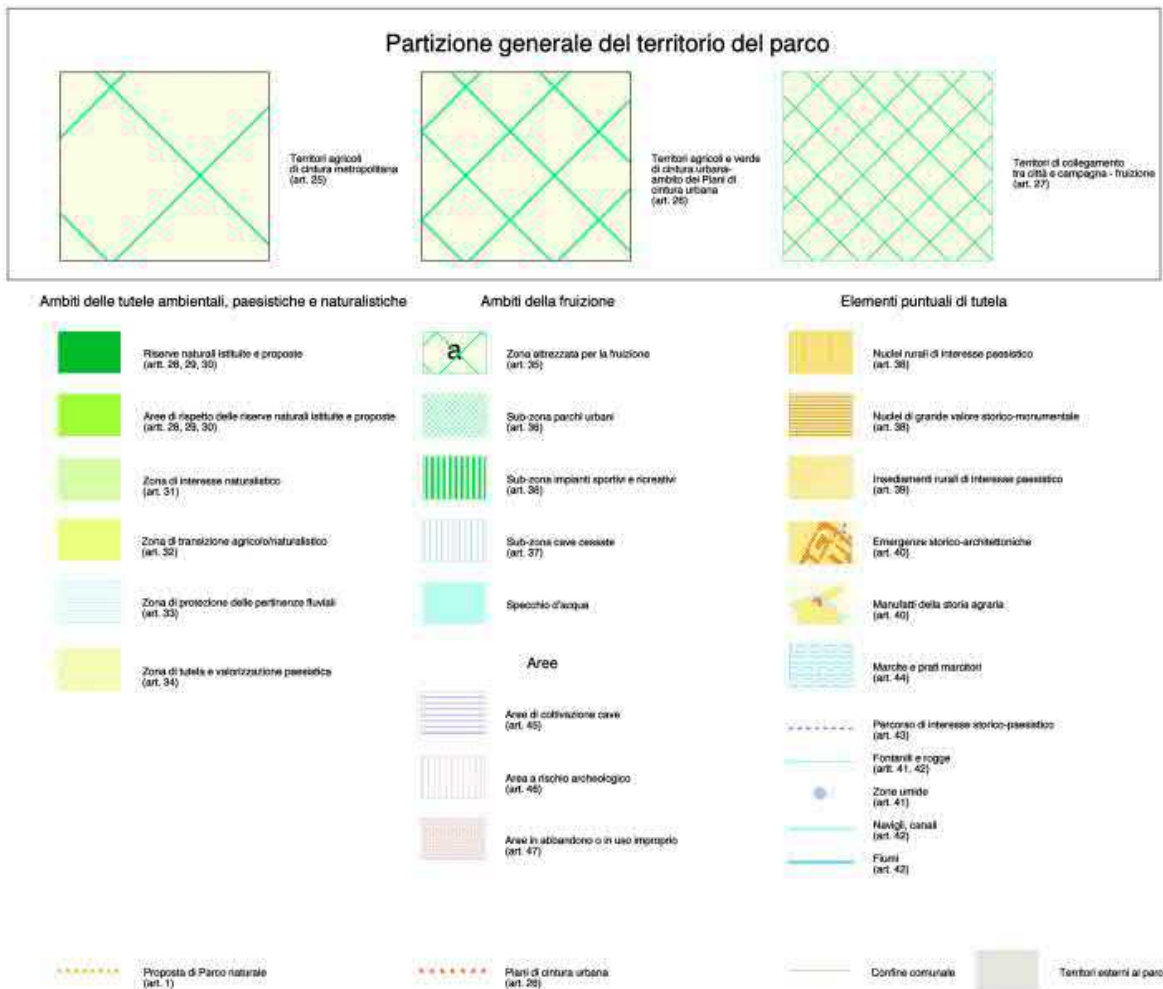 Partizione generale del territorio del parco
Territori agricoli
di cintura metropolitana
(art. 25)
Territori agricoli e verde
di cintura urbana-
ambito dei Piani di
cintura urbana
(art. 26)
Territori di collegamento
tra città e campagna - fruizione
(art. 27)
Ambiti delle tutele ambientali, paesistiche e naturalistiche
Riserve naturali istituite e proposte
(artt. 28, 29, 30)
Aree di rispetto delle riserve naturali istituite e proposte
(artt. 28, 29, 30)
Zona di interesse naturalistico
(art. 31)
Zona di transizione agricolo/naturalistico
(art. 32)
Zona di protezione delle pertinenze fluviali
(art. 33)
Zona di tutela e valorizzazione paesistica
(art. 34)
Ambiti della fruizione
a
Zona attrezzata per la fruizione
(art. 35)
Sub-zona parchi urbani
(art. 36)
Sub-zona impianti sportivi e ricreativi
(art. 36)
Sub-zona cave cessate
(art. 37)
Specchio d'acqua
Aree
Aree di coltivazione cave
(art. 45)
Area a rischio archeologico
(art. 46)
Aree in abbandono o in uso improprio
(art. 47)
Elementi puntuali di tutela
Nuclei rurali di interesse paesistico
(art. 38)
Nuclei di grande valore storico-monumentale
(art. 38)
Insediamenti rurali di interesse paesistico
(art. 39)
Emergenze storico-architettoniche
(art. 40)
Manufatti della storia agraria
(art. 40)
Marcite e prati marcitori
(art. 44)
Percorso di interesse storico-paesistico
(art. 43)
Fontanili e rogge
(artt. 41, 42)
Zone umide
(art. 41)
Navigli, canali
(art. 42)
Fiumi
(art. 42)
Proposta di Parco naturale
(art. 1)
Piani di cintura urbana
(art. 26)
Confine comunale
Territori esterni al parco